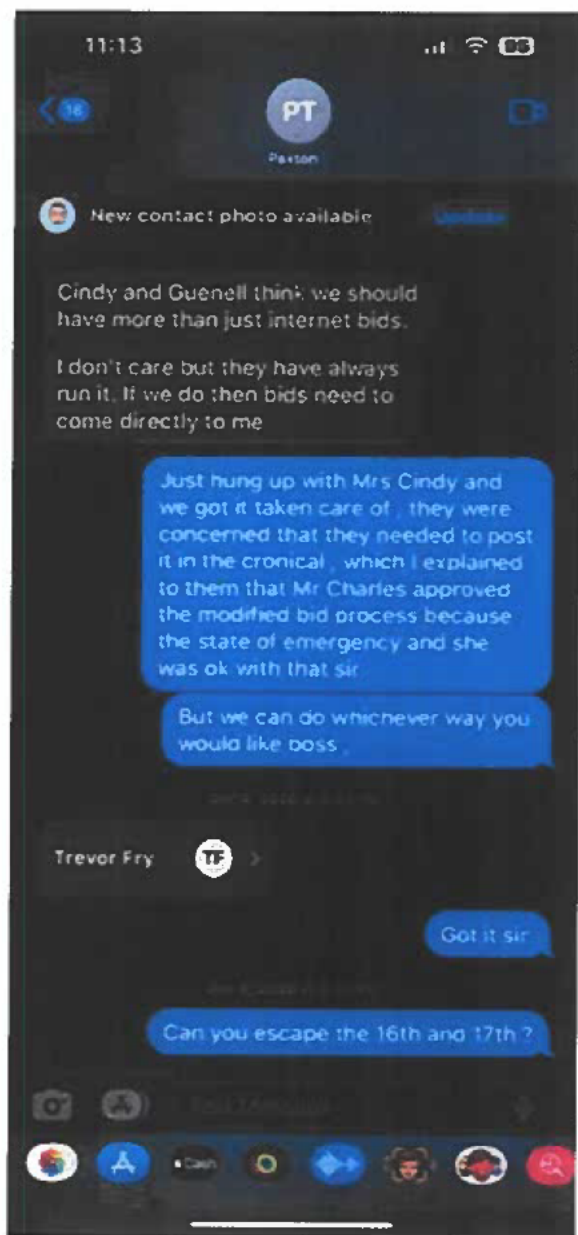 11:13
16
PT
Paxton
New contact photo available
Update
Cindy and Guenell think we should
have more than just internet bids.
I don't care but they have always
run it. If we do then bids need to
come directly to me
Just hung up with Mrs Cindy and
we got it taken care of , they were
concerned that they needed to post
it in the cronical , which I explained
to them that Mr Charles approved
the modified bid process because
the state of emergency and she
was ok with that sir
But we can do whichever way you
would like boss .
Trevor Fry
TF
Got it sir
Can you escape the 16th and 17th ?
Cash